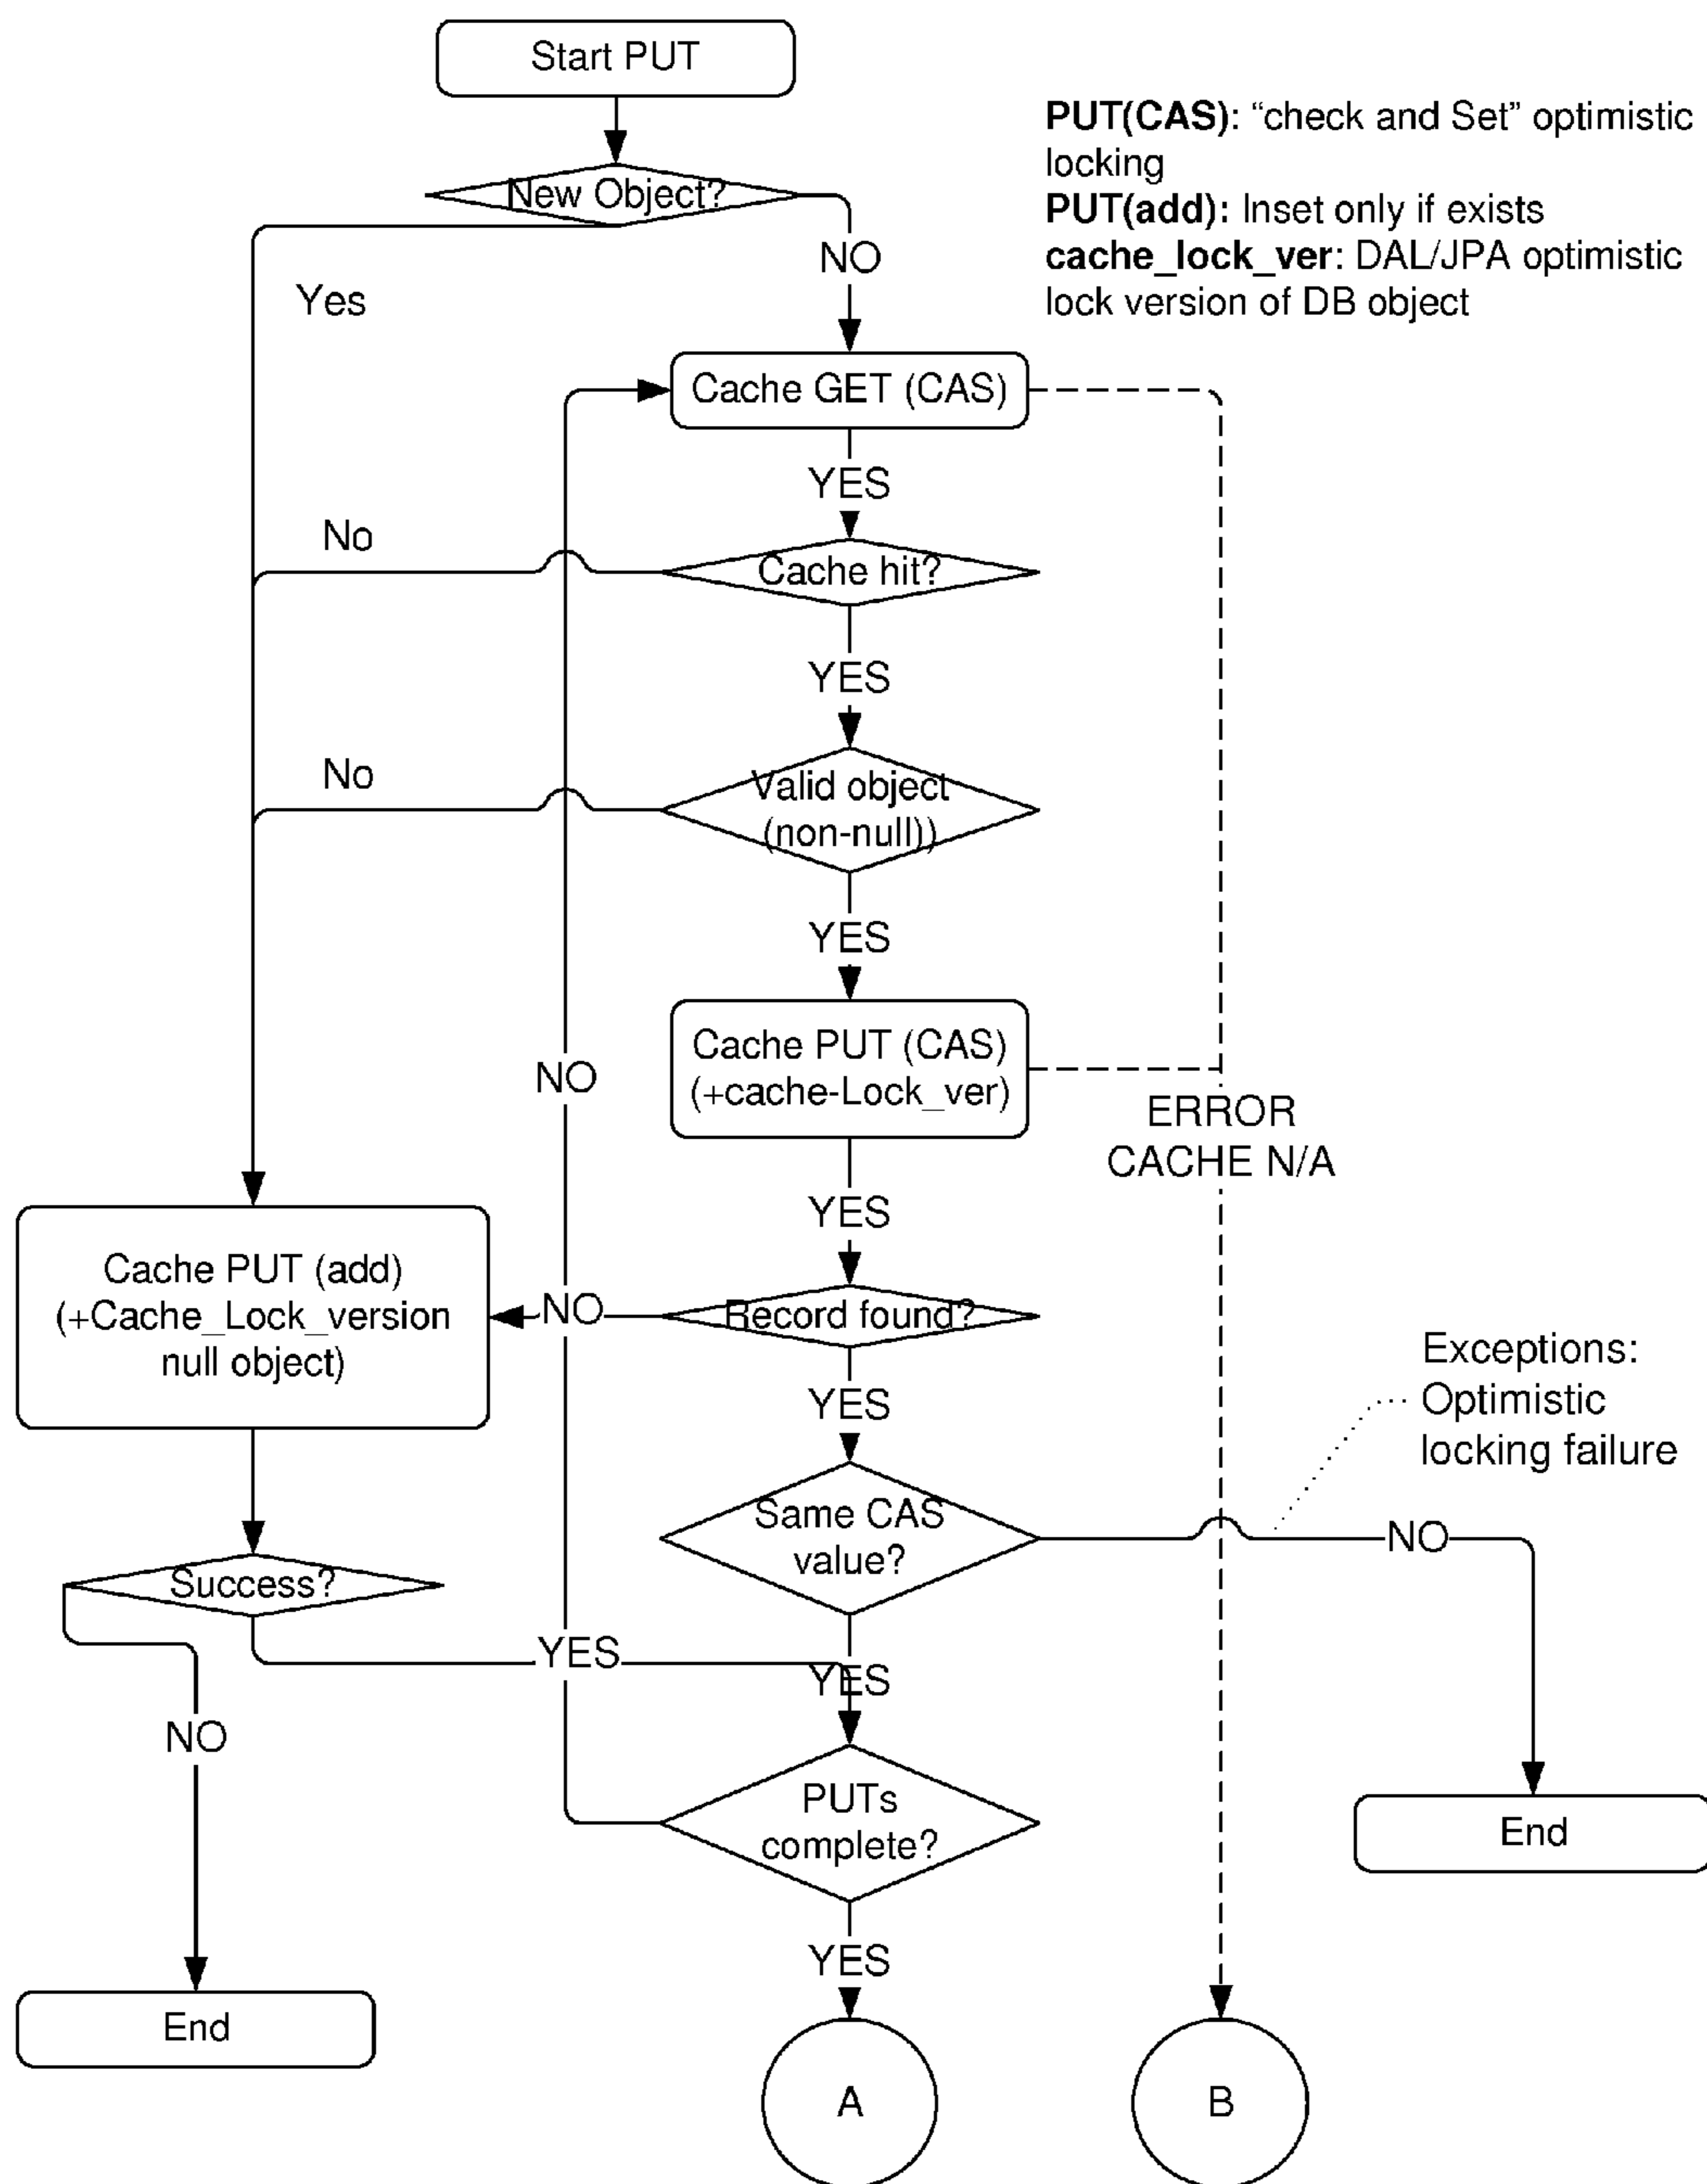 Start PUT
PUT(CAS): “check and Set” optimistic
locking
PUT(add): Inset only if exists
cache_lock_ver: DAL/JPA optimistic
lock version of DB object
New Object?
NO
Yes
Cache GET (CAS)
YES
No
Cache hit?
YES
No
Valid object
(non-null))
YES
Cache PUT (CAS)
(+cache-Lock_ver)
NO
ERROR
CACHE N/A
YES
Cache PUT (add)
(+Cache_Lock_version
null object)
NO
Record found?
YES
Exceptions:
Optimistic
locking failure
Same CAS
value?
NO
Success?
YES
YES
NO
PUTs
complete?
End
YES
End
A
B